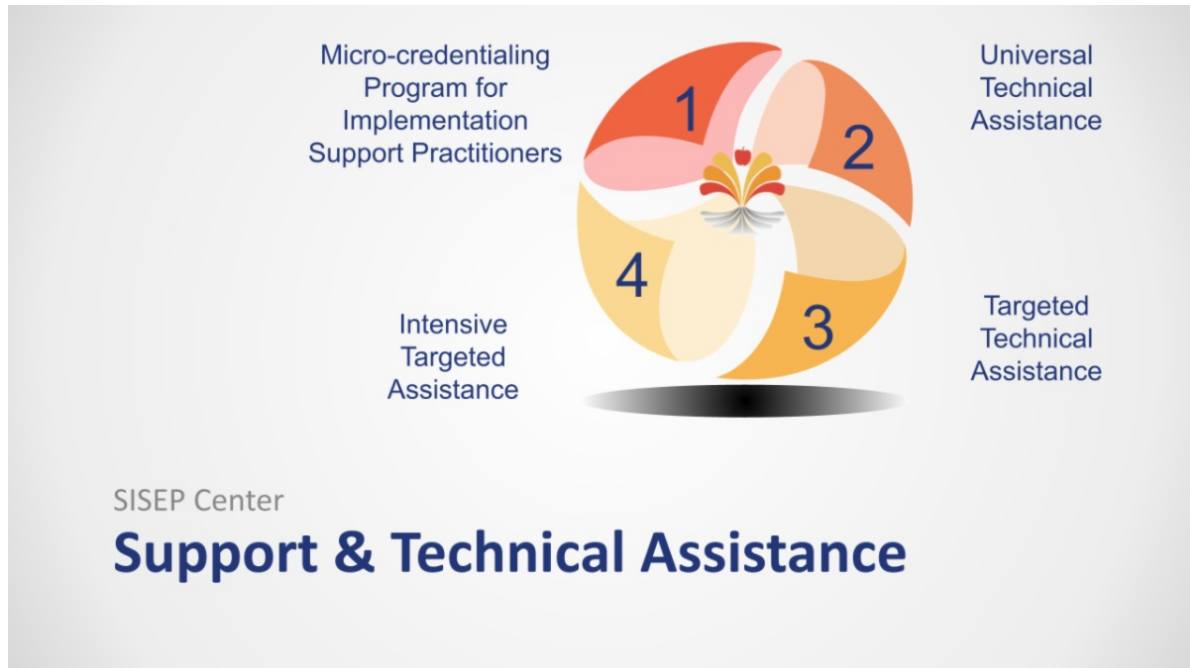 Micro-credentialing
Program for
Implementation
Support Practitioners
1
Universal
Technical
Assistance
2
Targeted
Technical
Assistance
3
Intensive
Targeted
Assistance
4
SISEP Center
Support & Technical Assistance